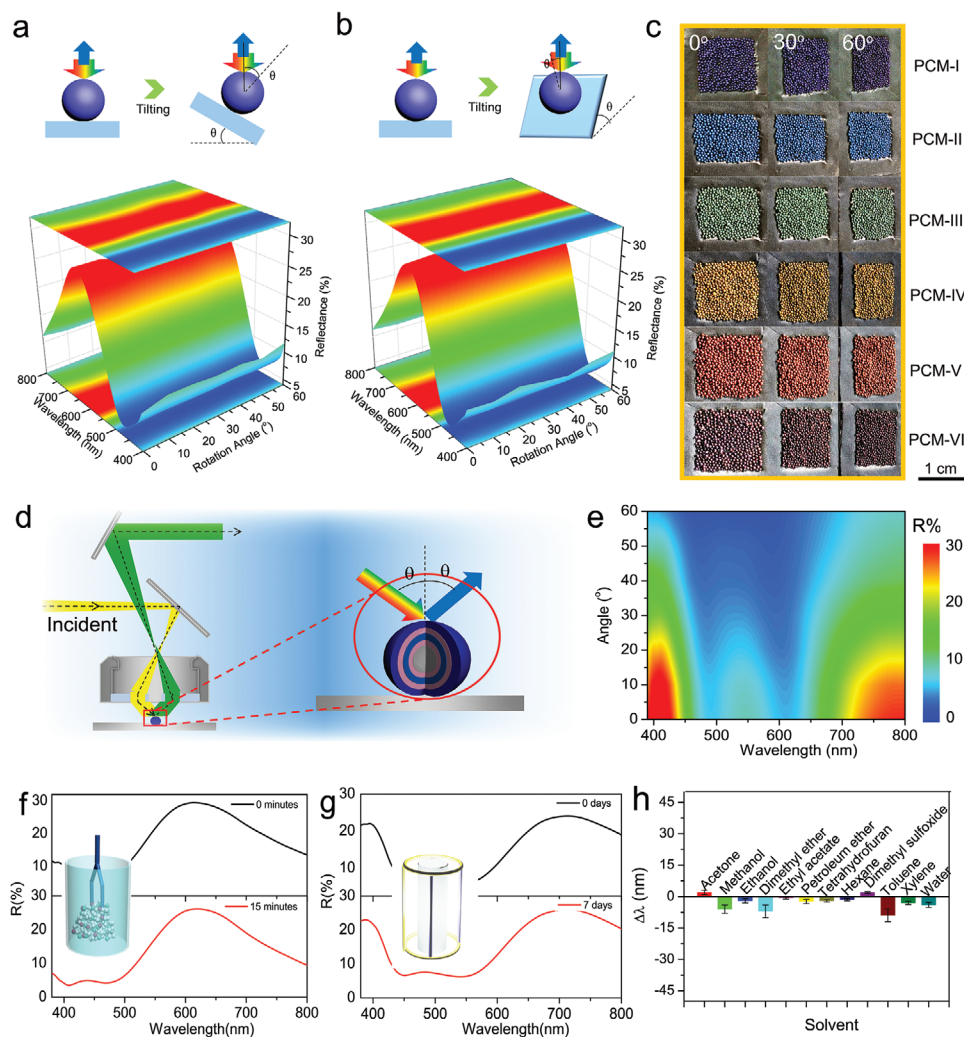 a
θ
Tilting
θ
Reflectance (%)
30
25
20
15
10
5
800
700
600
500
400
Wavelength (nm)
0
10
20
30
40
50
60
Rotation Angle (°)
b
θ
Tilting
θ
Reflectance (%)
30
25
20
15
10
5
800
700
600
500
400
Wavelength (nm)
0
10
20
30
40
50
60
Rotation Angle (°)
c
0° 30° 60°
PCM-I
PCM-II
PCM-III
PCM-IV
PCM-V
PCM-VI
1 cm
d
Incident
θ θ
e
R%
30
20
10
0
Angle (°)
60
50
40
30
20
10
0
400 500 600 700 800
Wavelength (nm)
f
R(%)
30
20
10
0 minutes
30
20
10
0
15 minutes
400 500 600 700 800
Wavelength(nm)
g
R(%)
30
20
10
0 days
30
20
10
0
7 days
400 500 600 700 800
Wavelength(nm)
h
Δλ (nm)
45
30
15
0
-15
-30
-45
Acetone
Methanol
Ethanol
Dimethyl ether
Ethyl acetate
Petroleum ether
Tetrahydrofuran
Hexene
Dimethyl sulfoxide
Toluene
Xylene
Water
Solvent